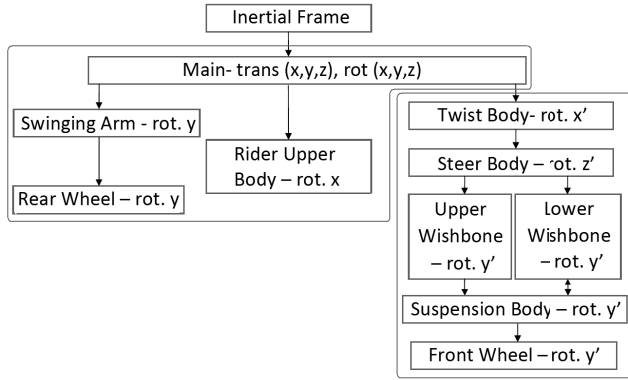 Inertial Frame
Main- trans (x,y,z), rot (x,y,z)
Swinging Arm - rot. y
Rear Wheel – rot. y
Rider Upper
Body – rot. x
Twist Body- rot. x’
Steer Body – rot. z’
Upper
Wishbone
– rot. y’
Lower
Wishbone
– rot. y’
Suspension Body – rot. y’
Front Wheel – rot. y’